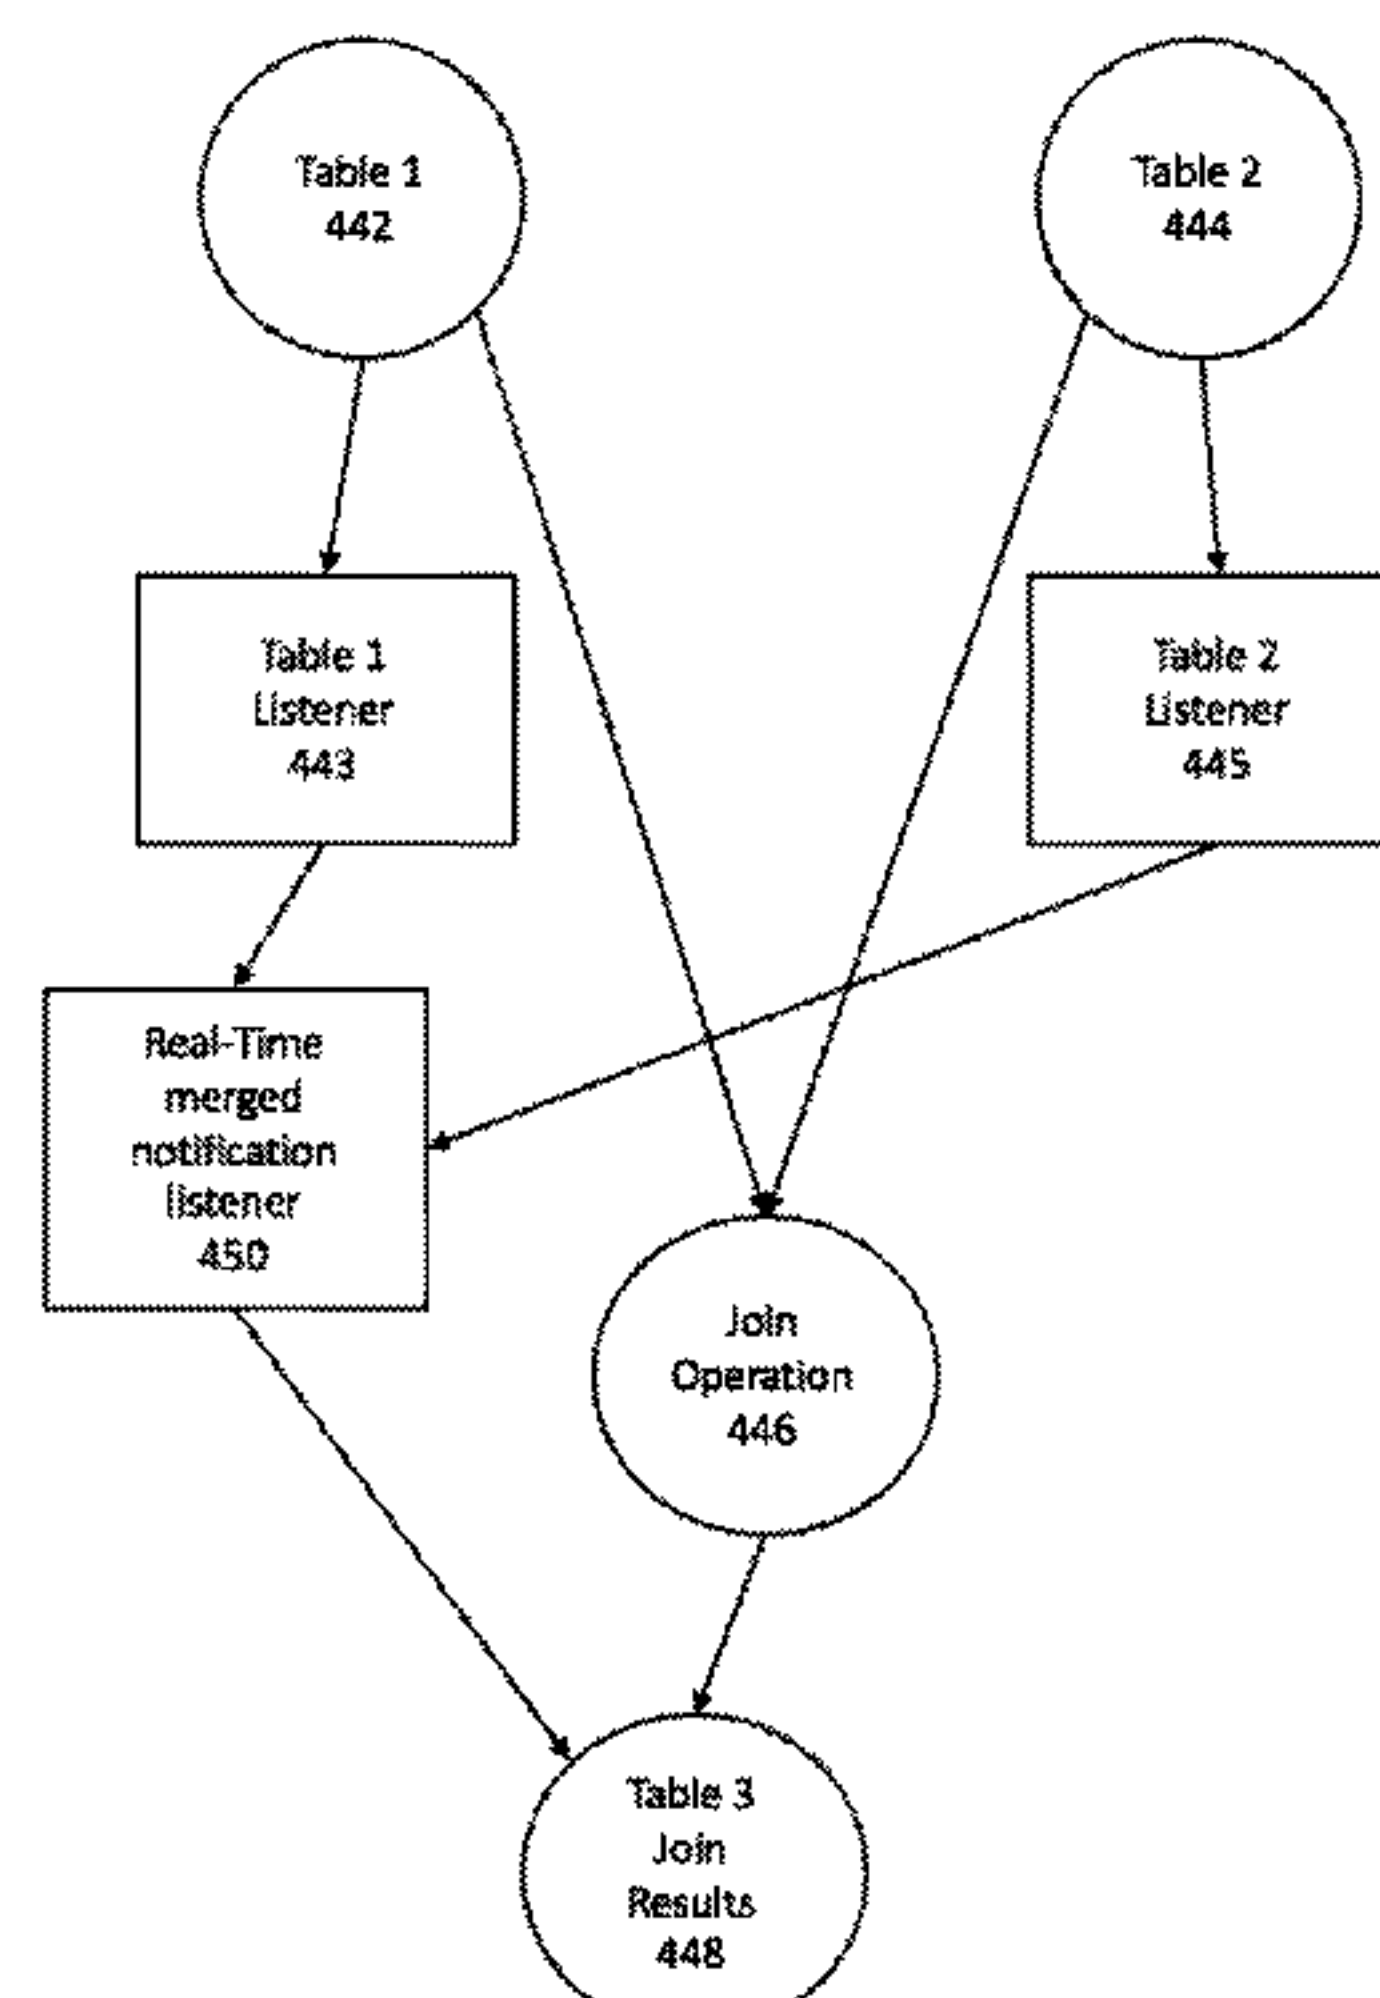 Table 1
442
Table 2
444
Table 1
Listener
443
Table 2
Listener
445
Real-Time
merged
notification
listener
450
Join
Operation
446
Table 3
Join
Results
448